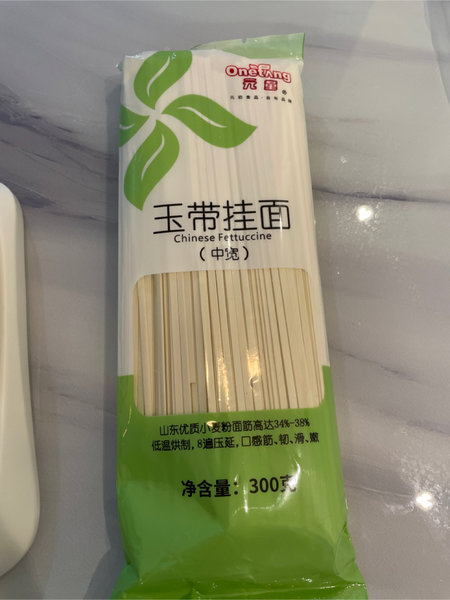 OneTang
元童®
玉带挂面
Chinese Fettuccine
（中宽）
山东优质小麦粉面筋高达34%-38%
低温烘制，8遍压延，口感筋、韧、滑、嫩
净含量：300克